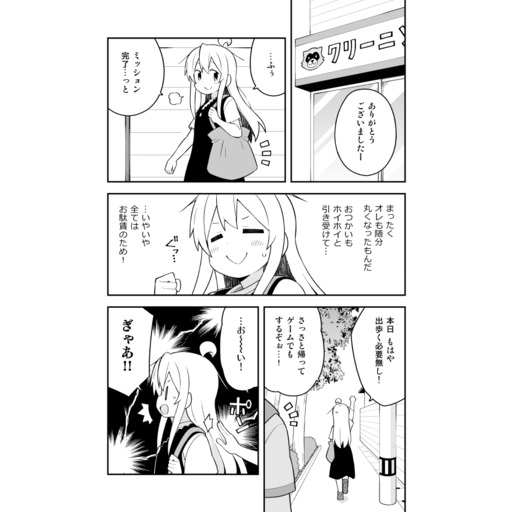 クリーニン
ありがとう
ございましたー
…ふぅ
ミッション
完了…っと
まったく
オレも随分
丸くなったもんだ
おつかいも
ホイホイと
引き受けて…
ぐっ…
…いやいや
全ては
お駄賃のため！
本日 もはや
出歩く必要無し！
さっさと帰って
ゲームでも
するぞぉ…！
…お〜〜い！
ポン
ぎゃあ!!